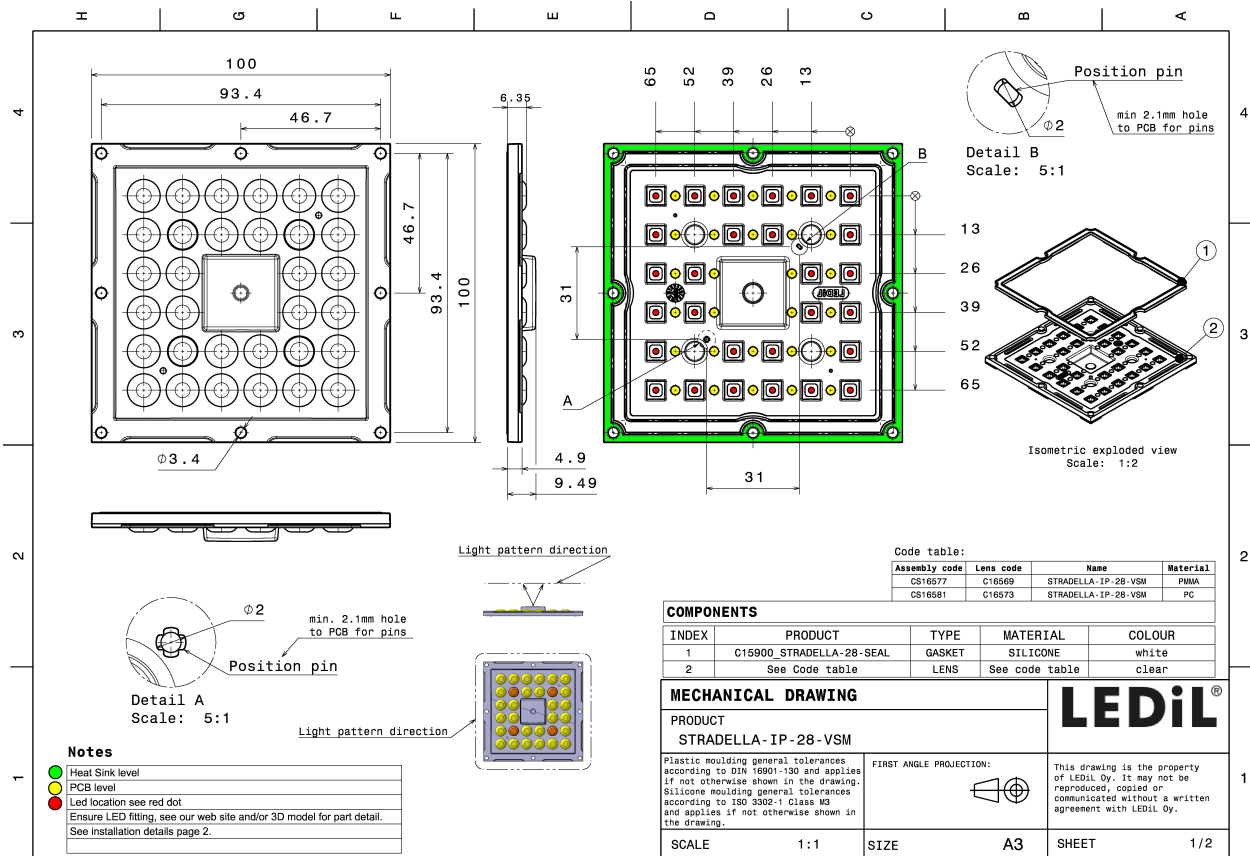 H G F E D C B A
4
3
2
1
4
3
2
1
100
93.4
46.7
46.7
93.4
100
Φ3.4
6.35
4.9
9.49
65 52 39 26 13
B
A
31
31
13
26
39
52
65
LEDiL
Position pin
Φ2
min 2.1mm hole
to PCB for pins
Detail B
Scale: 5:1
1
2
Isometric exploded view
Scale: 1:2
Φ2
min. 2.1mm hole
to PCB for pins
Position pin
Detail A
Scale: 5:1
Light pattern direction
Light pattern direction
Notes
Heat Sink level
PCB level
Led location see red dot
Ensure LED fitting, see our web site and/or 3D model for part detail.
See installation details page 2.
Code table:
Assembly code Lens code Name Material
CS16577 C16569 STRADELLA-IP-28-VSM PMMA
CS16581 C16573 STRADELLA-IP-28-VSM PC
COMPONENTS
INDEX PRODUCT TYPE MATERIAL COLOUR
1 C15900_STRADELLA-28-SEAL GASKET SILICONE white
2 See Code table LENS See code table clear
MECHANICAL DRAWING
PRODUCT
STRADELLA-IP-28-VSM
LEDiL®
Plastic moulding general tolerances
according to DIN 16901-130 and applies
if not otherwise shown in the drawing.
Silicone moulding general tolerances
according to ISO 3302-1 Class M3
and applies if not otherwise shown in
the drawing.
FIRST ANGLE PROJECTION:
This drawing is the property
of LEDiL Oy. It may not be
reproduced, copied or
communicated without a written
agreement with LEDiL Oy.
SCALE 1:1 SIZE A3 SHEET 1/2